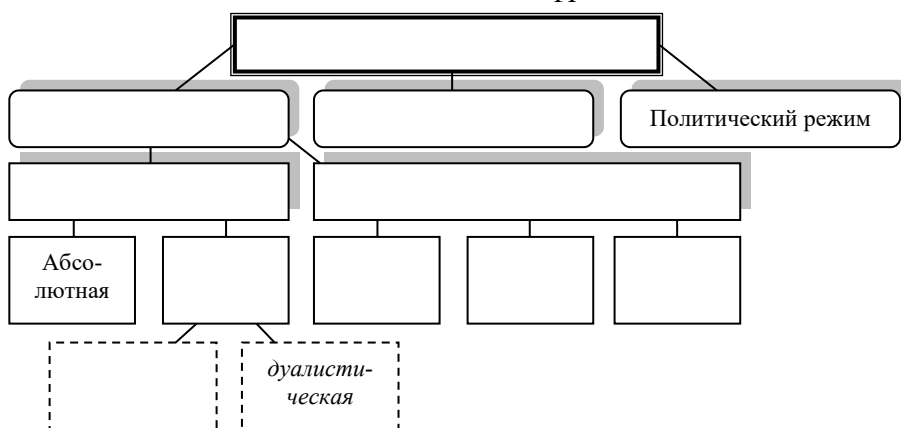 Политический режим
Абсо-
лютная
дуалисти-
ческая